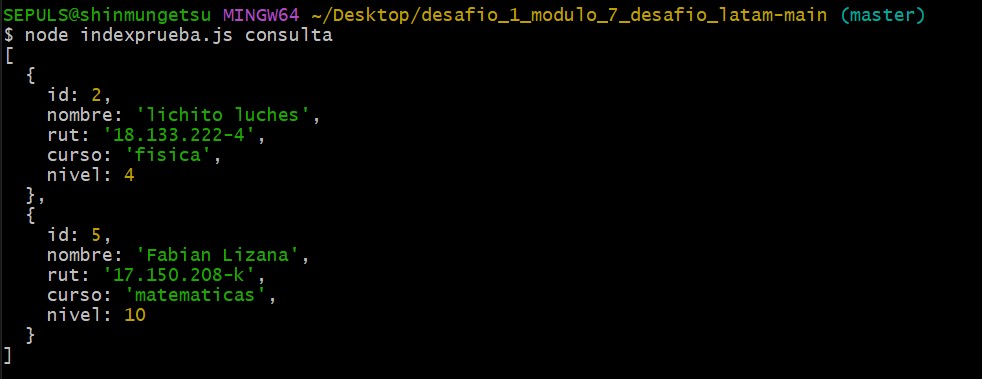 SEPULS@shinmungetsu MINGW64 ~/Desktop/desafio_1_modulo_7_desafio_latam-main (master)
$ node indexprueba.js consulta
[
  {
    id: 2,
    nombre: 'lichito luches',
    rut: '18.133.222-4',
    curso: 'fisica',
    nivel: 4
  },
  {
    id: 5,
    nombre: 'Fabian Lizana',
    rut: '17.150.208-k',
    curso: 'matematicas',
    nivel: 10
  }
]